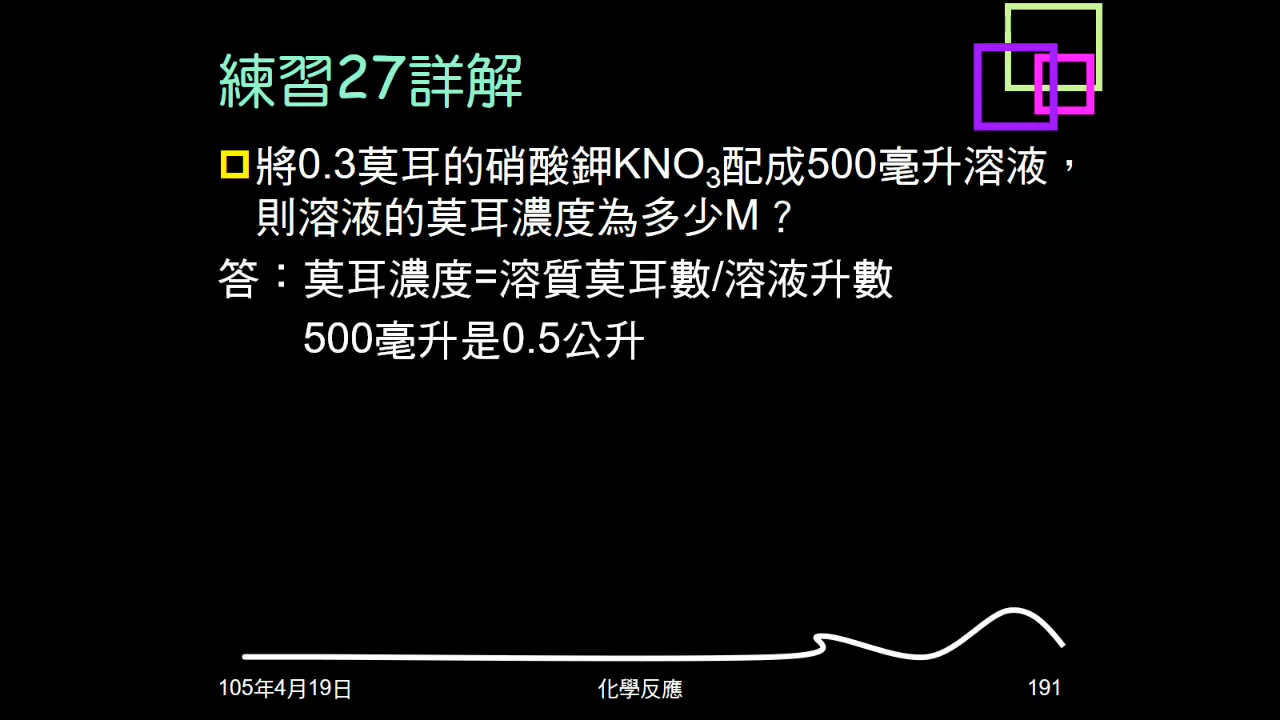 練習27詳解
將0.3莫耳的硝酸鉀KNO₃配成500毫升溶液，
則溶液的莫耳濃度為多少M？
答：莫耳濃度=溶質莫耳數/溶液升數
500毫升是0.5公升
105年4月19日
化學反應
191